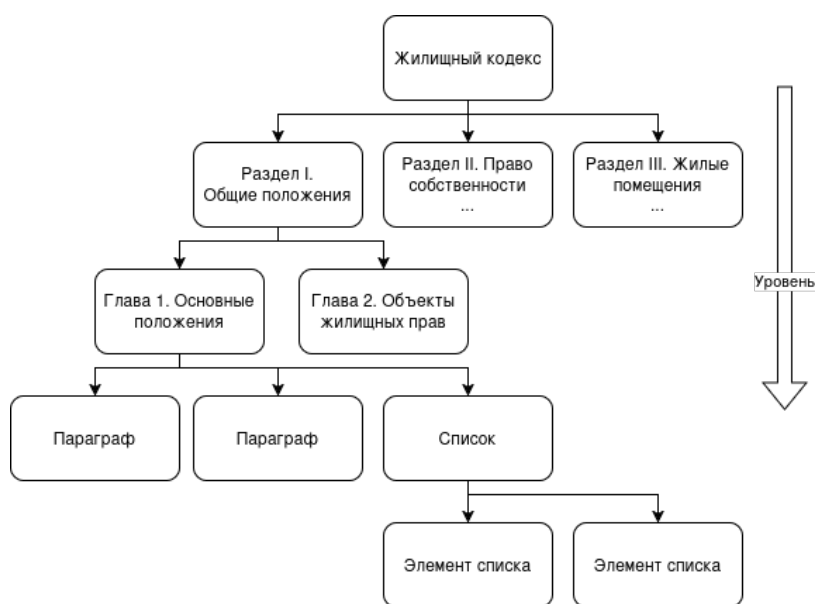 Жилищный кодекс
Раздел I.
Общие положения
Раздел II. Право
собственности
...
Раздел III. Жилые
помещения
...
Уровень
Глава 1. Основные
положения
Глава 2. Объекты
жилищных прав
Параграф
Параграф
Список
Элемент списка
Элемент списка